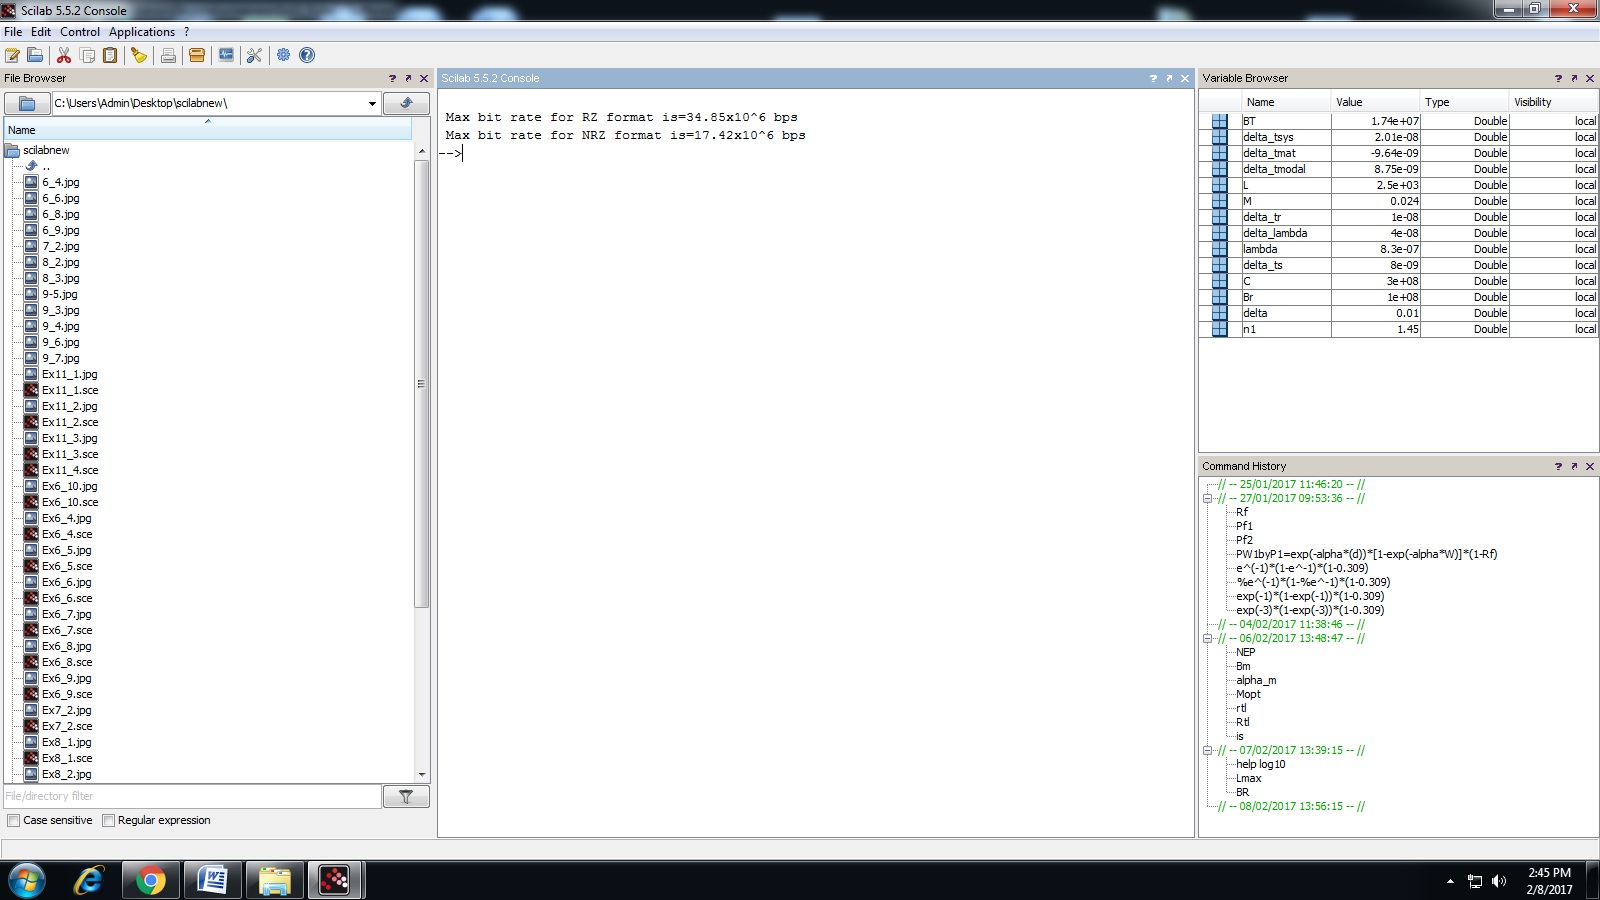 Scilab 5.5.2 Console
File Edit Control Applications ?
File Browser ? 
C:\Users\Admin\Desktop\scilabnew\
Name
scilabnew
..
6_4.jpg
6_6.jpg
6_8.jpg
6_9.jpg
7_2.jpg
8_2.jpg
8_3.jpg
9-5.jpg
9_3.jpg
9_4.jpg
9_6.jpg
9_7.jpg
Ex11_1.jpg
Ex11_1.sce
Ex11_2.jpg
Ex11_2.sce
Ex11_3.jpg
Ex11_3.sce
Ex11_4.sce
Ex6_10.jpg
Ex6_10.sce
Ex6_4.jpg
Ex6_4.sce
Ex6_5.jpg
Ex6_5.sce
Ex6_6.jpg
Ex6_6.sce
Ex6_7.jpg
Ex6_7.sce
Ex6_8.jpg
Ex6_8.sce
Ex6_9.jpg
Ex6_9.sce
Ex7_2.jpg
Ex7_2.sce
Ex8_1.jpg
Ex8_1.sce
Ex8_2.jpg
File/directory filter
Case sensitive Regular expression
Scilab 5.5.2 Console ?
Max bit rate for RZ format is=34.85x10^6 bps
Max bit rate for NRZ format is=17.42x10^6 bps
-->
Variable Browser ?
Name Value Type Visibility
BT 1.74e+07 Double local
delta_tsys 2.01e-08 Double local
delta_tmat -9.64e-09 Double local
delta_tmodal 8.75e-09 Double local
L 2.5e+03 Double local
M 0.024 Double local
delta_tr 1e-08 Double local
delta_lambda 4e-08 Double local
lambda 8.3e-07 Double local
delta_ts 8e-09 Double local
C 3e+08 Double local
Br 1e+08 Double local
delta 0.01 Double local
n1 1.45 Double local
Command History ?
// -- 25/01/2017 11:46:20 -- //
// -- 27/01/2017 09:53:36 -- //
Rf
Pf1
Pf2
PW1byP1=exp(-alpha*(d))*[1-exp(-alpha*W)]*(1-Rf)
e^(-1)*(1-e^-1)*(1-0.309)
%e^(-1)*(1-%e^-1)*(1-0.309)
exp(-1)*(1-exp(-1))*(1-0.309)
exp(-3)*(1-exp(-3))*(1-0.309)
// -- 04/02/2017 11:38:46 -- //
// -- 06/02/2017 13:48:47 -- //
NEP
Bm
alpha_m
Mopt
rtl
Rtl
is
// -- 07/02/2017 13:39:15 -- //
help log10
Lmax
BR
// -- 08/02/2017 13:56:15 -- //
2:45 PM
2/8/2017